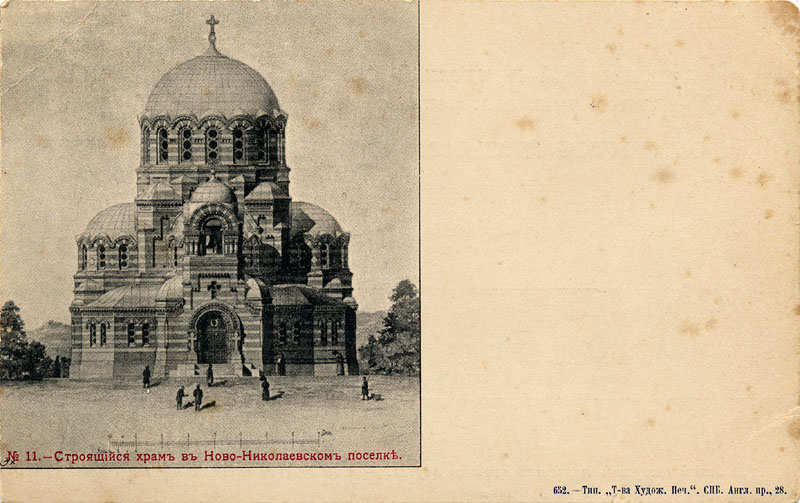 № 11.—Строящійся храмъ въ Ново-Николаевскомъ поселкѣ.
652.—Тип. „Т-ва Худож. Печ.“. СПБ. Англ. пр., 28.